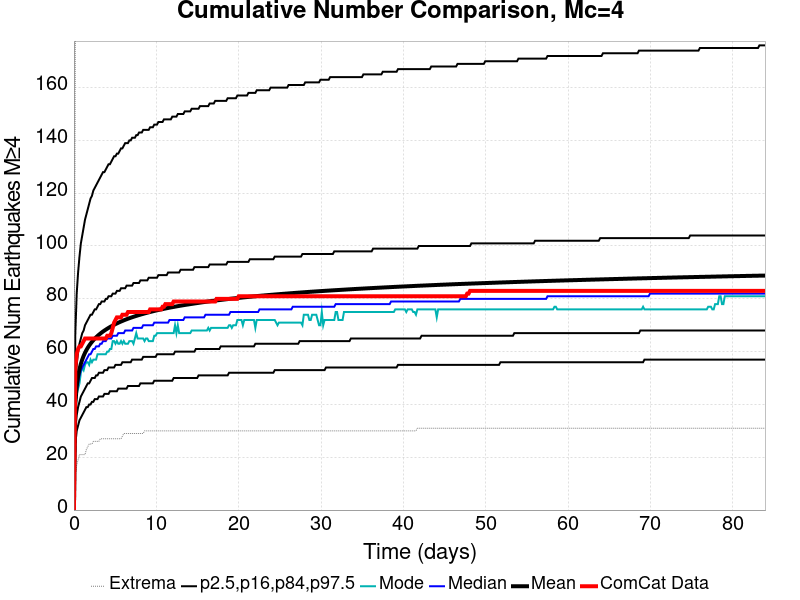 Cumulative Number Comparison, Mc=4
Cumulative Num Earthquakes M≥4
160
140
120
100
80
60
40
20
0
0 10 20 30 40 50 60 70 80
Time (days)
Extrema p2.5,p16,p84,p97.5 Mode Median Mean ComCat Data